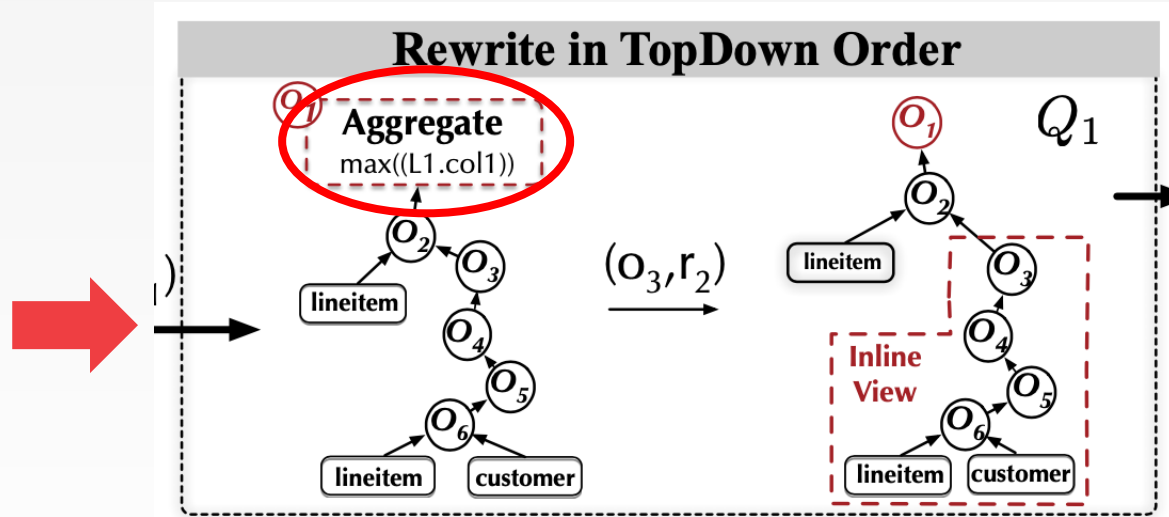 Rewrite in TopDown Order
O1
Aggregate
max((L1.col1))
O2
lineitem
O3
O4
O5
O6
lineitem
customer
)
(o3,r2)
O1
Q1
O2
lineitem
O3
O4
Inline
View
O5
O6
lineitem
customer